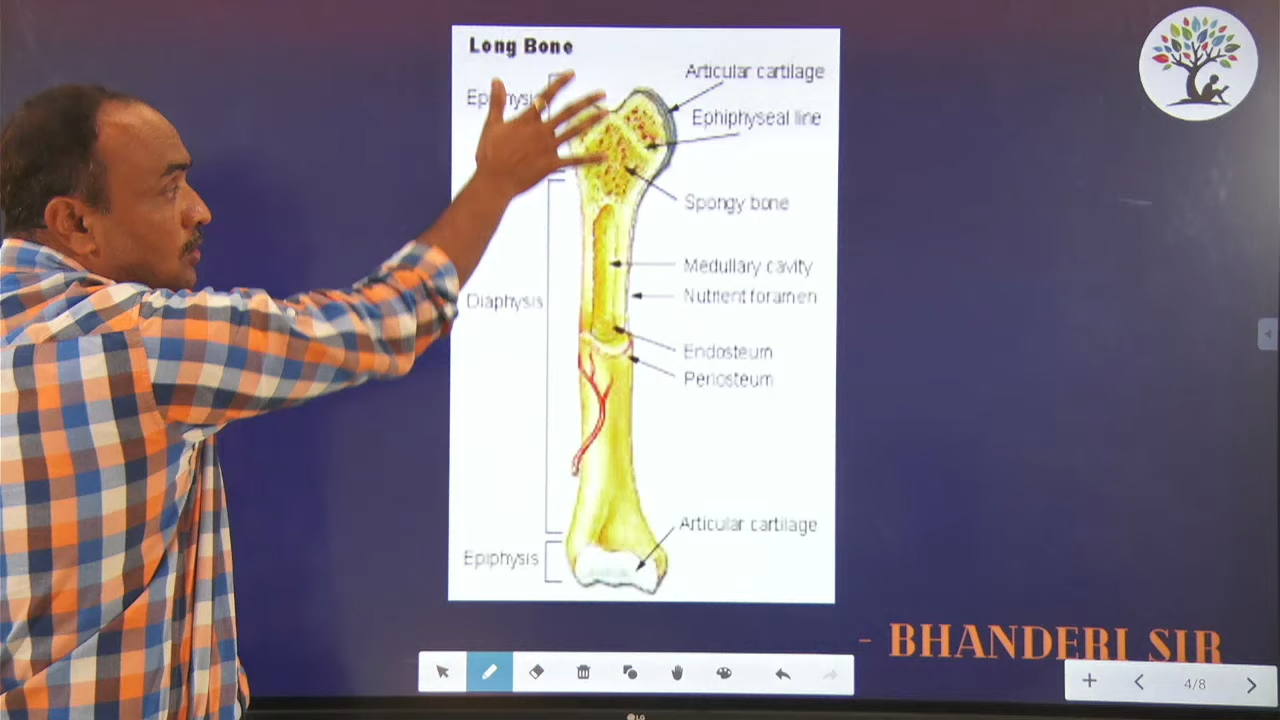 Long Bone
Articular cartilage
Ephiphyseal line
Spongy bone
Medullary cavity
Nutrient foramen
Diaphysis
Endosteum
Periosteum
Articular cartilage
Epiphysis
- BHANDERI SIR
4/8
LG